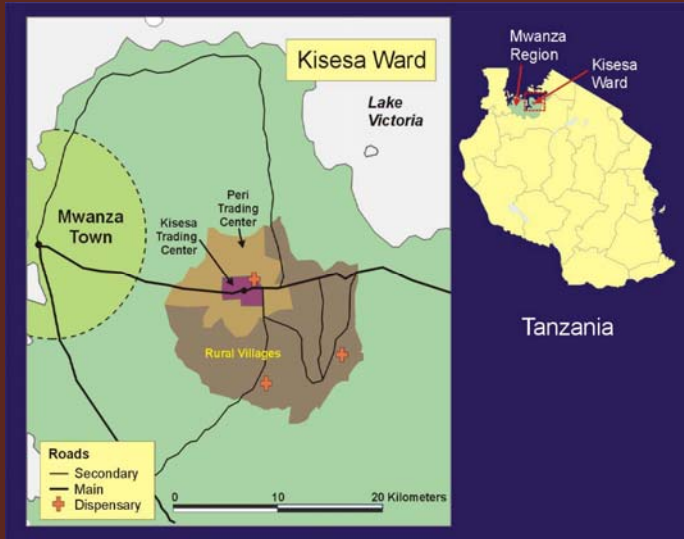 Kisesa Ward
Lake
Victoria
Peri
Trading
Center
Kisesa
Trading
Center
Mwanza
Town
Rural Villages
Roads
Secondary
Main
Dispensary
0 10 20 Kilometers
Mwanza
Region
Kisesa
Ward
Tanzania